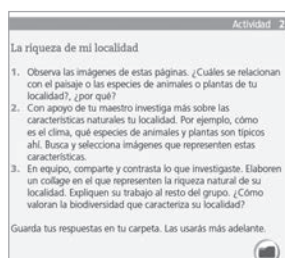 Actividad 2
La riqueza de mi localidad
1. Observa las imágenes de estas páginas. ¿Cuáles se relacionan
con el paisaje o las especies de animales o plantas de tu
localidad?, ¿por qué?
2. Con apoyo de tu maestro investiga más sobre las
características naturales tu localidad. Por ejemplo, cómo
es el clima, qué especies de animales y plantas son típicos
ahí. Busca y selecciona imágenes que representen estas
características.
3. En equipo, comparte y contrasta lo que investigaste. Elaboren
un collage en el que representen la riqueza natural de su
localidad. Expliquen su trabajo al resto del grupo. ¿Cómo
valoran la biodiversidad que caracteriza su localidad?
Guarda tus respuestas en tu carpeta. Las usarás más adelante.